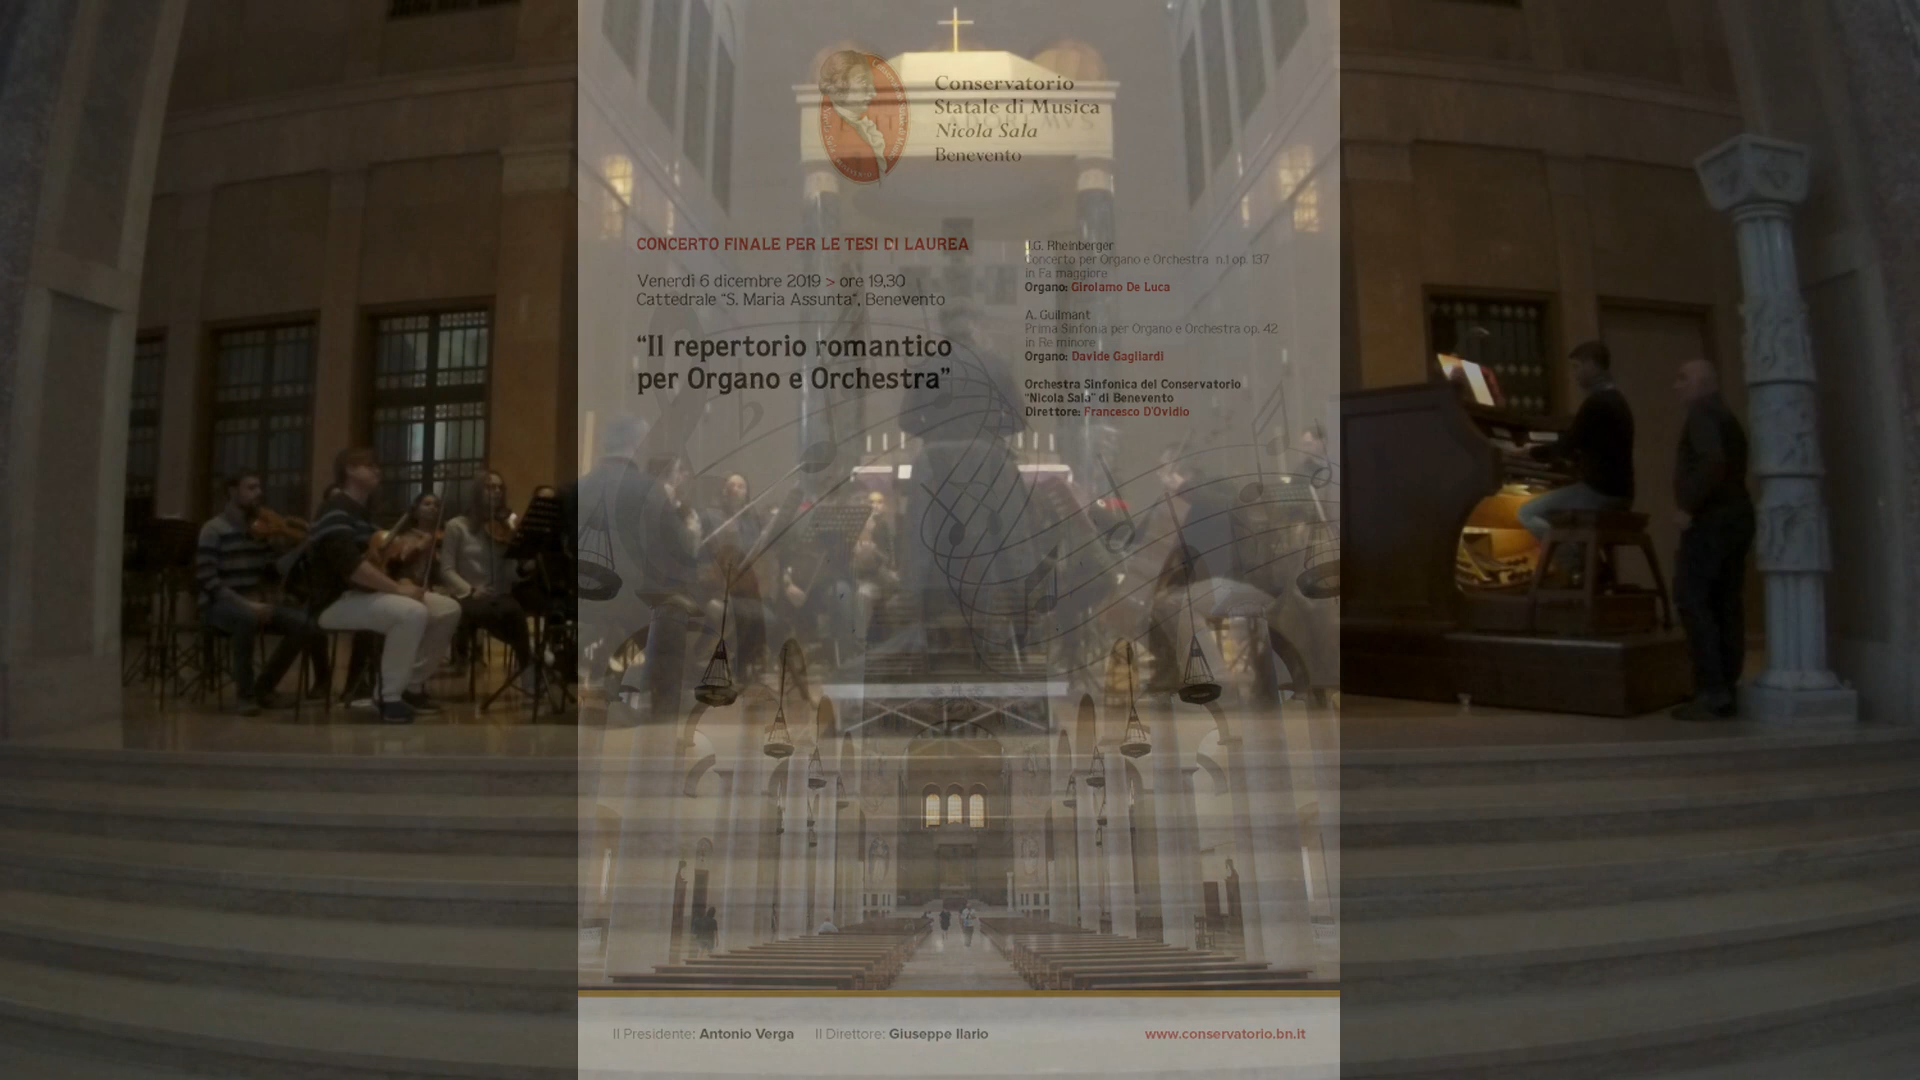 Conservatorio
Statale di Musica
Nicola Sala
Benevento
CONCERTO FINALE PER LE TESI DI LAUREA
Venerdì 6 dicembre 2019 > ore 19,30
Cattedrale "S. Maria Assunta", Benevento
"Il repertorio romantico
per Organo e Orchestra"
J.G. Rheinberger
Concerto per Organo e Orchestra n.1 op. 137
in Fa maggiore
Organo: Girolamo De Luca
A. Guilmant
Prima Sinfonia per Organo e Orchestra op. 42
in Re minore
Organo: Davide Gagliardi
Orchestra Sinfonica del Conservatorio
"Nicola Sala" di Benevento
Direttore: Francesco D'Ovidio
Il Presidente: Antonio Verga Il Direttore: Giuseppe Ilario
www.conservatorio.bn.it